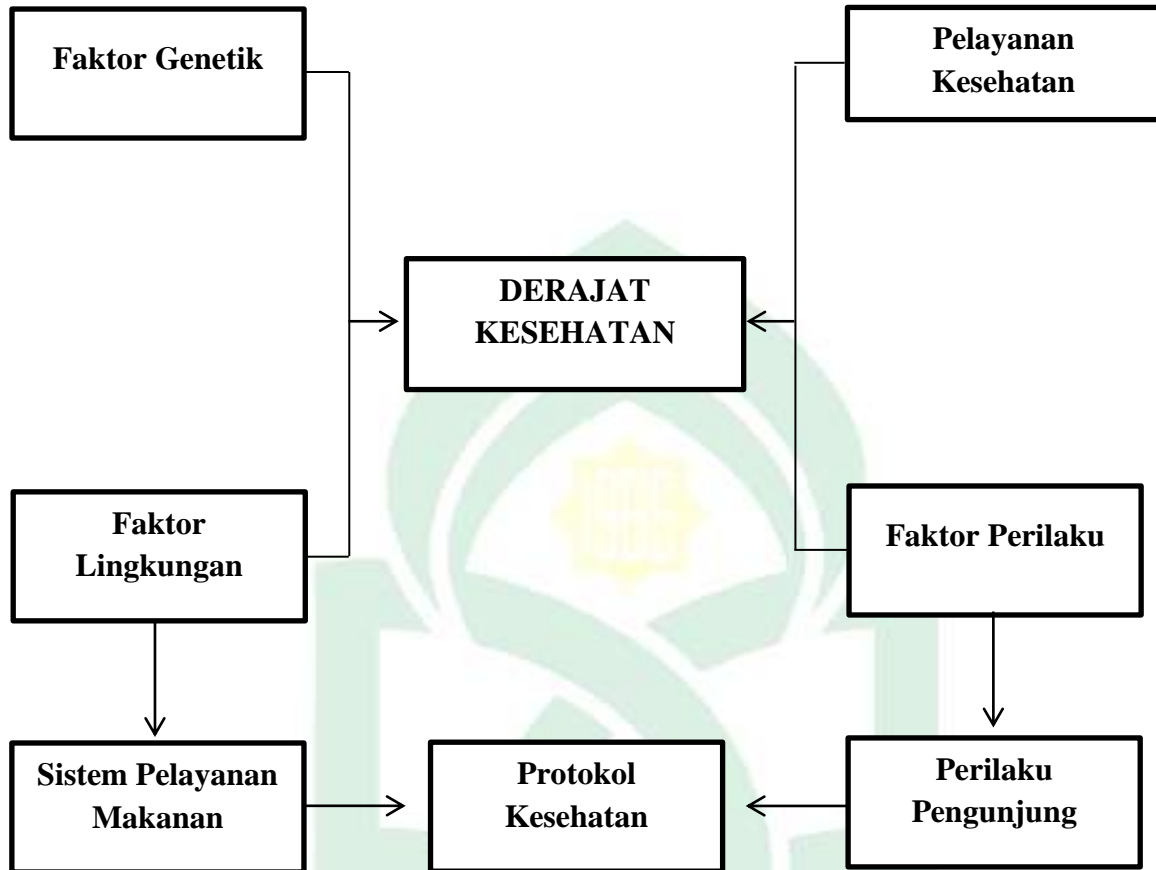 Faktor Genetik
Pelayanan
Kesehatan
DERAJAT
KESEHATAN
Faktor
Lingkungan
Faktor Perilaku
Sistem Pelayanan
Makanan
Protokol
Kesehatan
Perilaku
Pengunjung